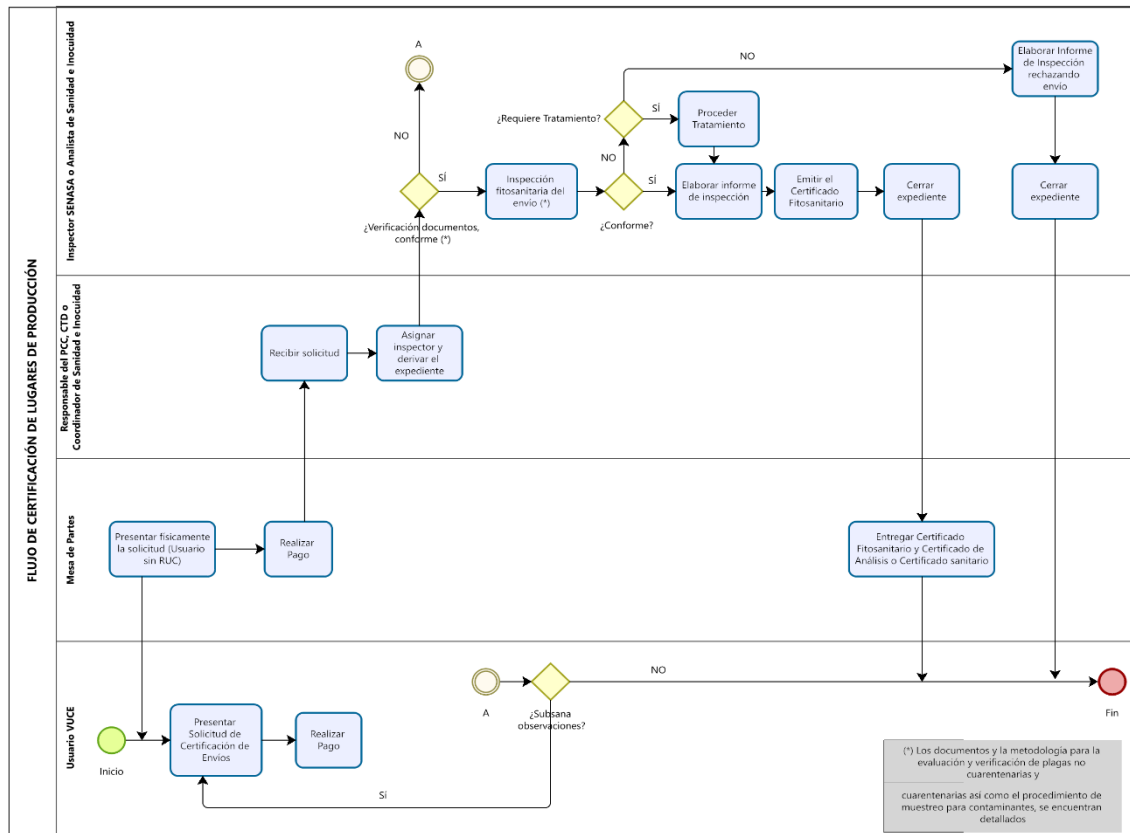 FLUJO DE CERTIFICACIÓN DE LUGARES DE PRODUCCIÓN
Inspector SENASA o Analista de Sanidad e Inocuidad
A
NO
¿Verificación documentos,
conforme (*)
SÍ
Inspección
fitosanitaria del
envío (*)
¿Conforme?
NO
SÍ
¿Requiere Tratamiento?
NO
SÍ
Proceder
Tratamiento
Elaborar informe
de inspección
Emitir el
Certificado
Fitosanitario
Cerrar
expediente
Elaborar Informe
de Inspección
rechazando
envío
Cerrar
expediente
Responsable del PCC, CTD o
Coordinador de Sanidad e Inocuidad
Recibir solicitud
Asignar
inspector y
derivar el
expediente
Mesa de Partes
Presentar fisicamente
la solicitud (Usuario
sin RUC)
Realizar
Pago
Entregar Certificado
Fitosanitario y Certificado de
Análisis o Certificado sanitario
Usuario VUCE
Inicio
Presentar
Solicitud de
Certificación de
Envios
Realizar
Pago
A
¿Subsana
observaciones?
NO
Sí
Fin
(*) Los documentos y la metodología para la
evaluación y verificación de plagas no
cuarentenarias y
cuarentenarias así como el procedimiento de
muestreo para contaminantes, se encuentran
detallados